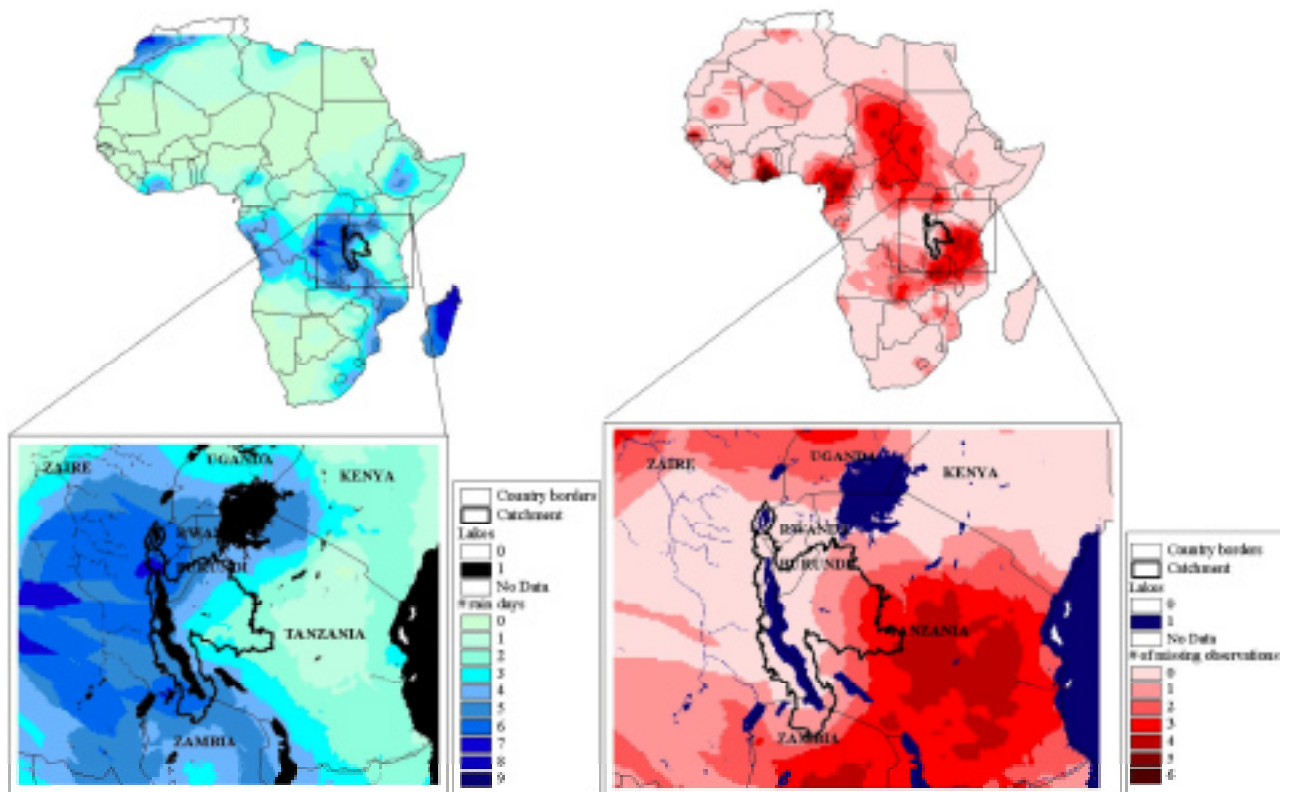 ZAIRE
UGANDA
KENYA
BURUNDI
TANZANIA
ZAMBIA
Country borders
Catchment
Lakes
0
1
No Data
# rain days
0
1
2
3
4
5
6
7
8
9
ZAIRE
UGANDA
KENYA
RWANDA
BURUNDI
TANZANIA
ZAMBIA
Country borders
Catchment
Lakes
0
1
No Data
# of missing observations
0
1
2
3
4
5
6